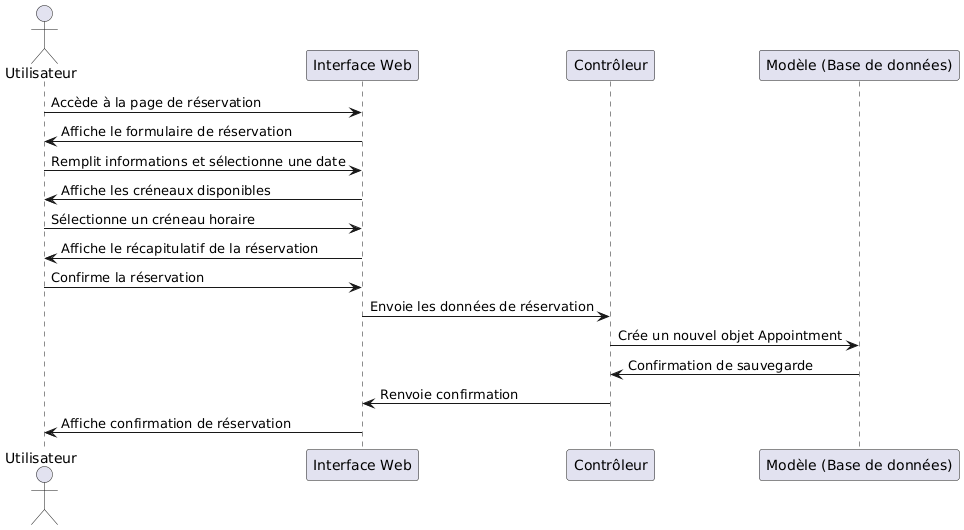 Utilisateur
Interface Web
Contrôleur
Modèle (Base de données)
Accède à la page de réservation
Affiche le formulaire de réservation
Remplit informations et sélectionne une date
Affiche les créneaux disponibles
Sélectionne un créneau horaire
Affiche le récapitulatif de la réservation
Confirme la réservation
Envoie les données de réservation
Crée un nouvel objet Appointment
Confirmation de sauvegarde
Renvoie confirmation
Affiche confirmation de réservation
Utilisateur
Interface Web
Contrôleur
Modèle (Base de données)